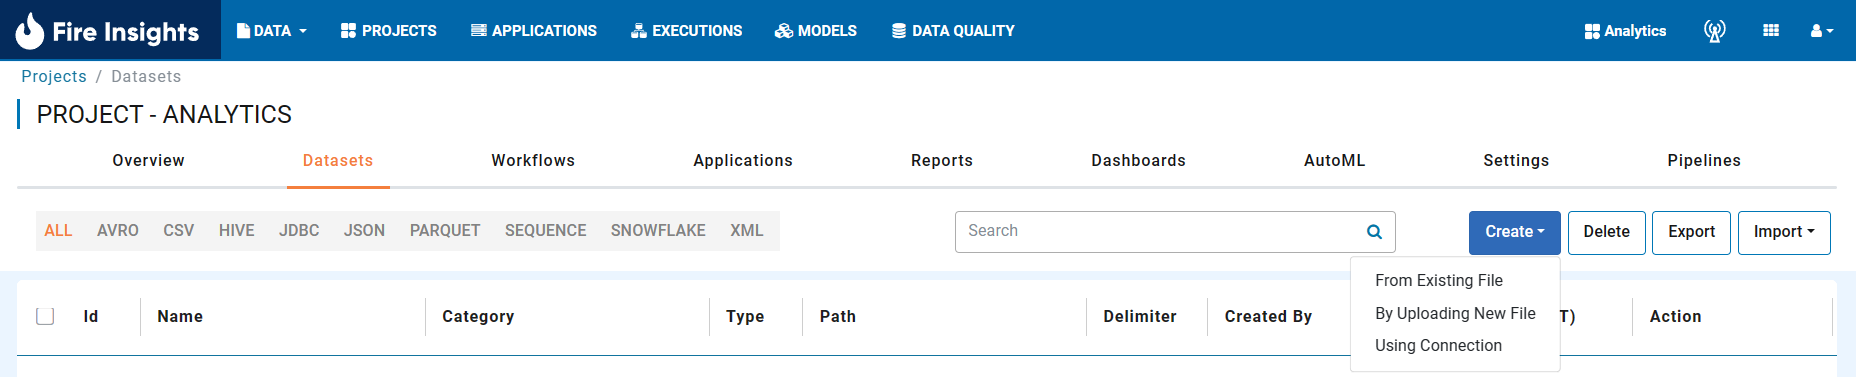 Fire Insights DATA PROJECTS APPLICATIONS EXECUTIONS MODELS DATA QUALITY Analytics
Projects / Datasets
PROJECT - ANALYTICS
Overview Datasets Workflows Applications Reports Dashboards AutoML Settings Pipelines
ALL AVRO CSV HIVE JDBC JSON PARQUET SEQUENCE SNOWFLAKE XML Search Create Delete Export Import
From Existing File
By Uploading New File
Using Connection
Id Name Category Type Path Delimiter Created By T) Action